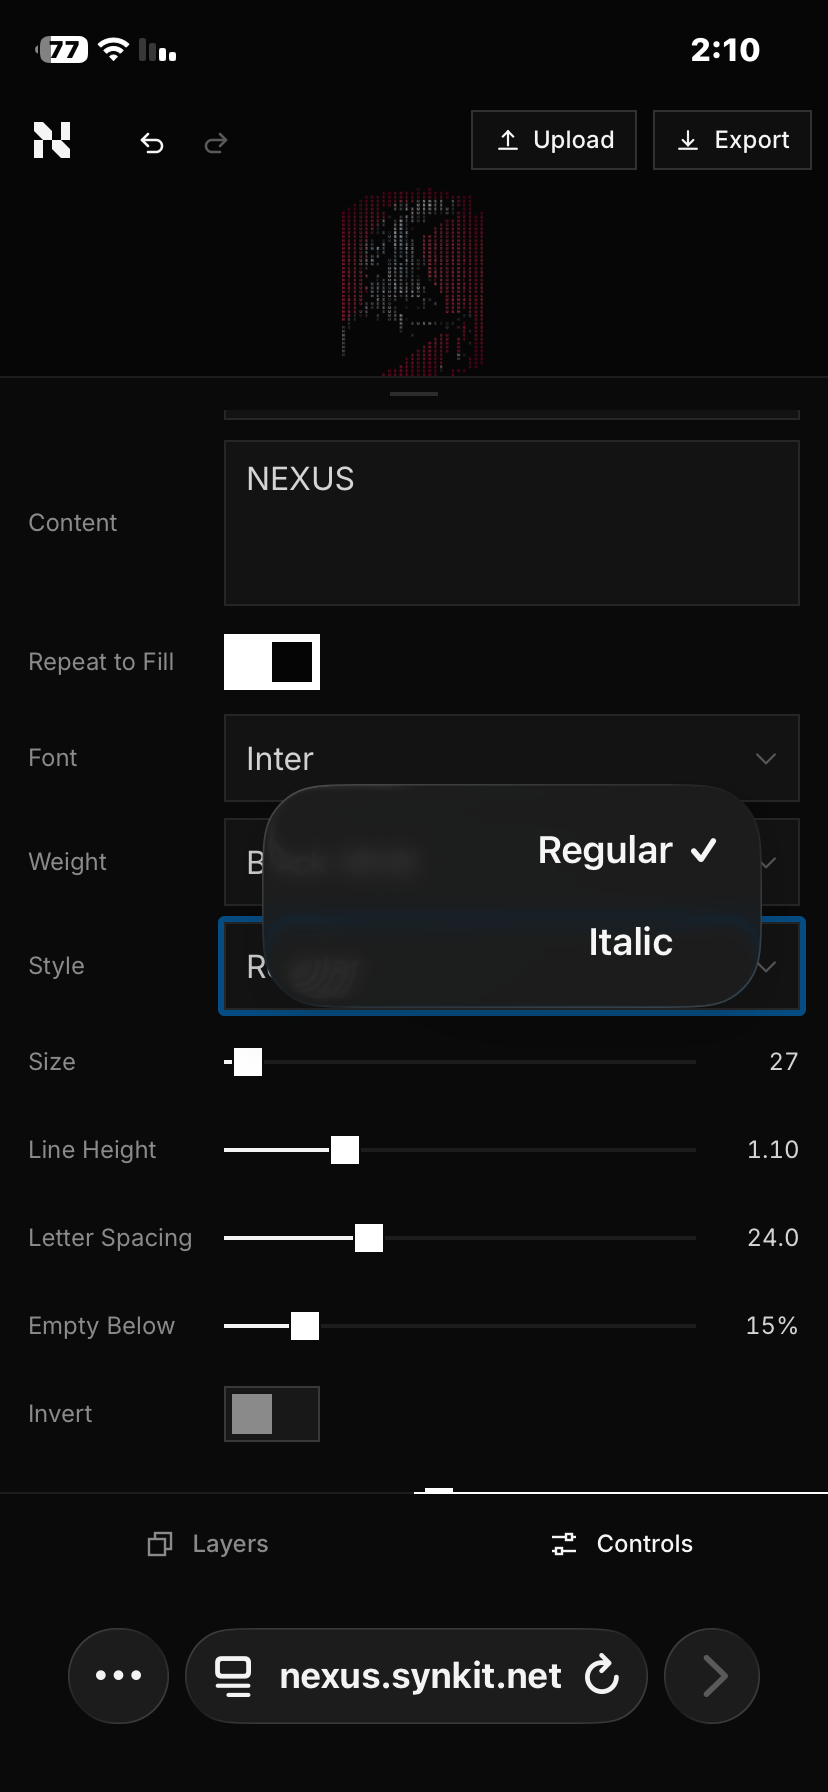 77
2:10
Upload
Export
Content
NEXUS
Repeat to Fill
Font
Inter
Weight
Regular ✓
Italic
Style
Size
27
Line Height
1.10
Letter Spacing
24.0
Empty Below
15%
Invert
Layers
Controls
nexus.synkit.net